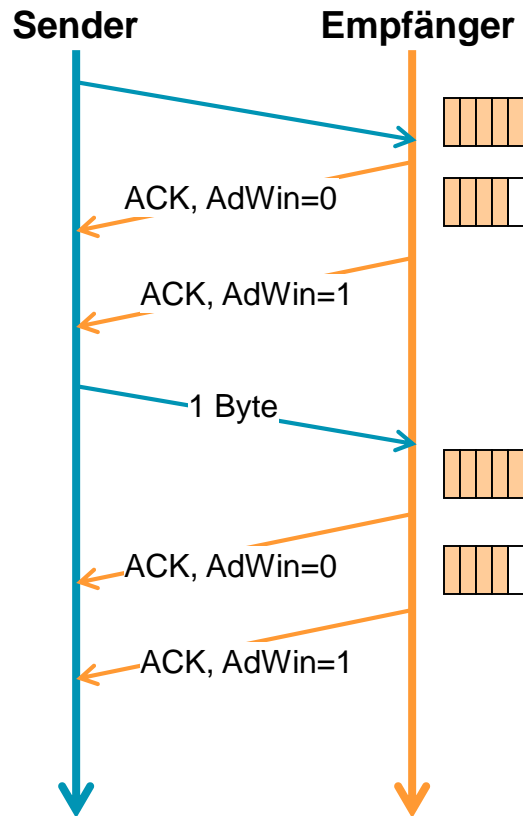 Sender Empfänger
ACK, AdWin=0
ACK, AdWin=1
1 Byte
ACK, AdWin=0
ACK, AdWin=1